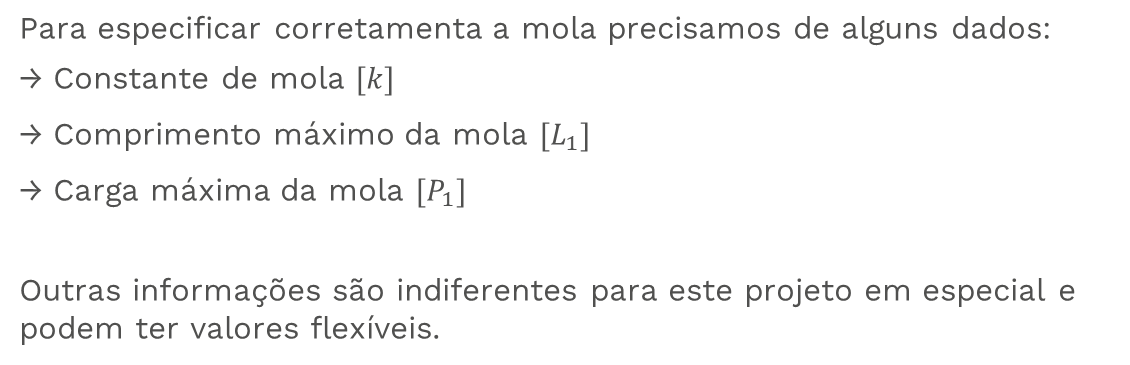 Para especificar corretamenta a mola precisamos de alguns dados:
→ Constante de mola [k]
→ Comprimento máximo da mola [L₁]
→ Carga máxima da mola [P₁]
Outras informações são indiferentes para este projeto em especial e
podem ter valores flexíveis.